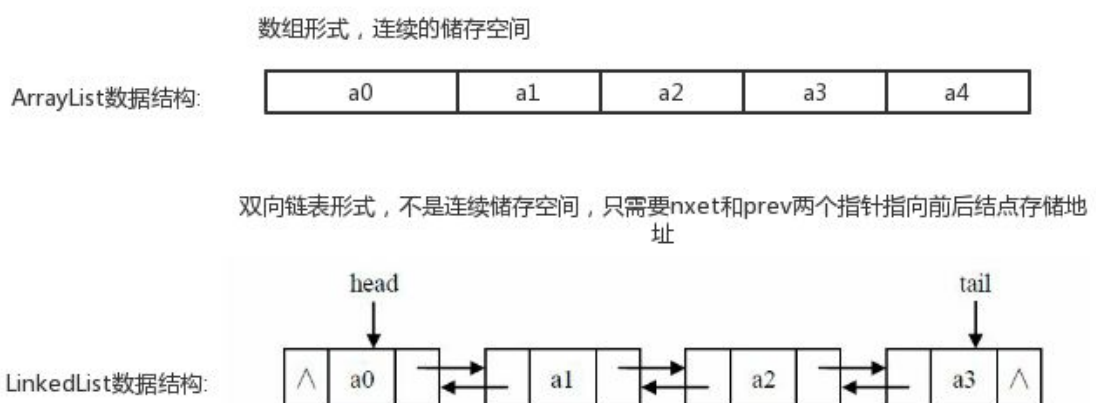 数组形式，连续的储存空间
ArrayList数据结构:
a0 a1 a2 a3 a4
双向链表形式，不是连续储存空间，只需要nxet和prev两个指针指向前后结点存储地
址
head tail
LinkedList数据结构:
∧ a0 a1 a2 a3 ∧